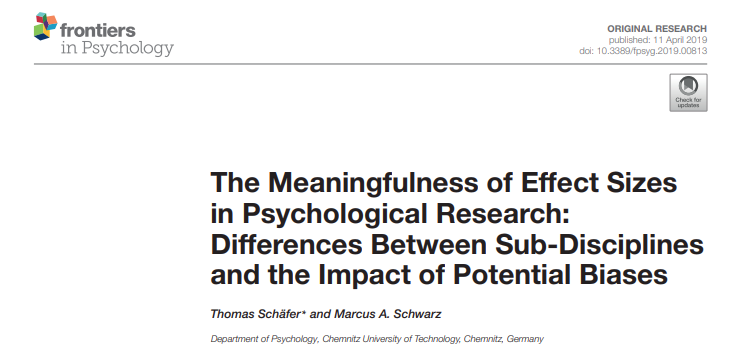 frontiers
in Psychology
ORIGINAL RESEARCH
published: 11 April 2019
doi: 10.3389/fpsyg.2019.00813
Check for
updates
The Meaningfulness of Effect Sizes
in Psychological Research:
Differences Between Sub-Disciplines
and the Impact of Potential Biases
Thomas Schäfer* and Marcus A. Schwarz
Department of Psychology, Chemnitz University of Technology, Chemnitz, Germany